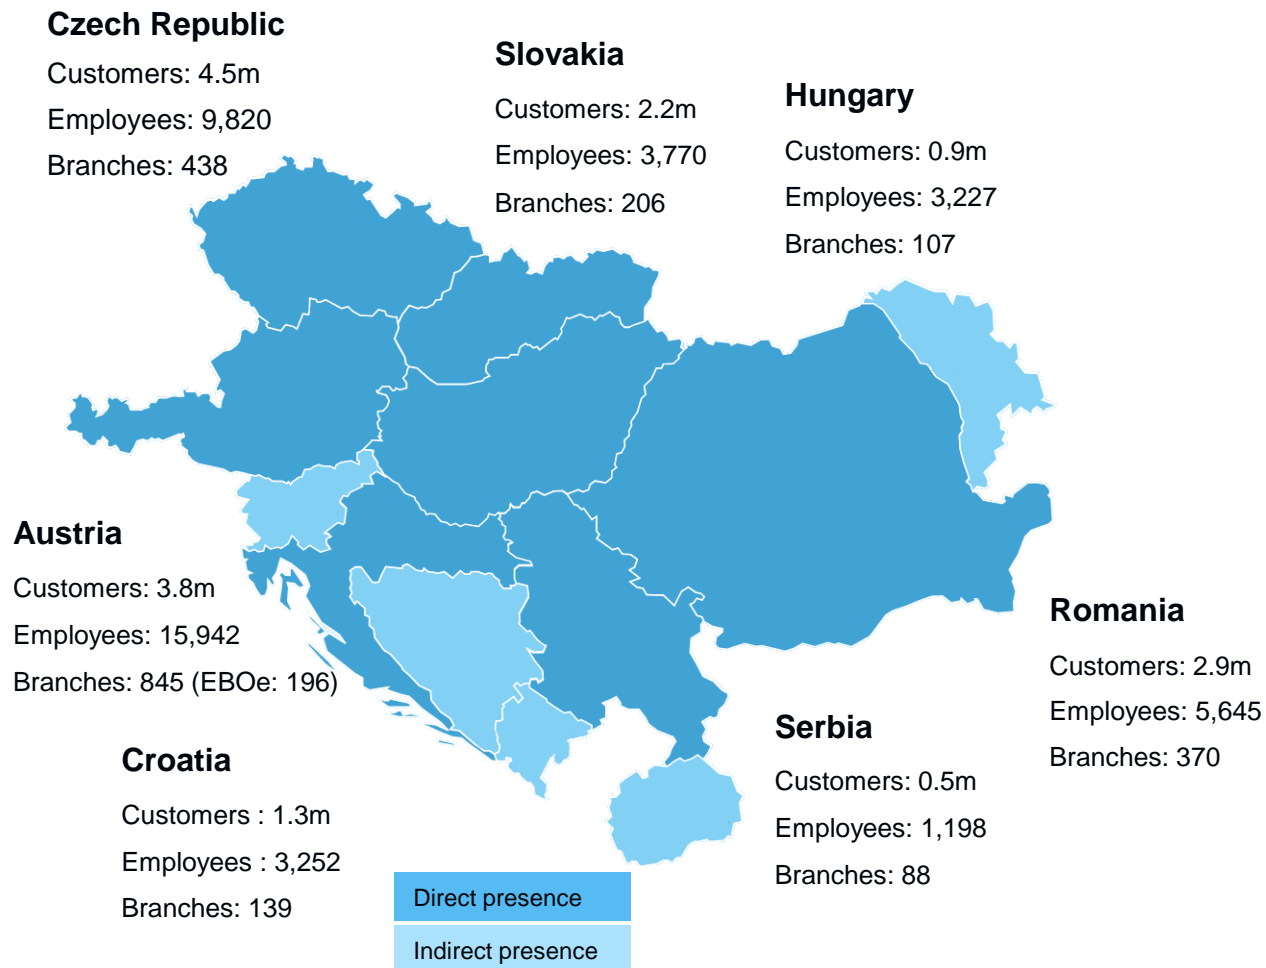 Czech Republic
Customers: 4.5m
Employees: 9,820
Branches: 438
Slovakia
Customers: 2.2m
Employees: 3,770
Branches: 206
Hungary
Customers: 0.9m
Employees: 3,227
Branches: 107
Austria
Customers: 3.8m
Employees: 15,942
Branches: 845 (EBOe: 196)
Romania
Customers: 2.9m
Employees: 5,645
Branches: 370
Serbia
Customers: 0.5m
Employees: 1,198
Branches: 88
Croatia
Customers : 1.3m
Employees : 3,252
Branches: 139
Direct presence
Indirect presence